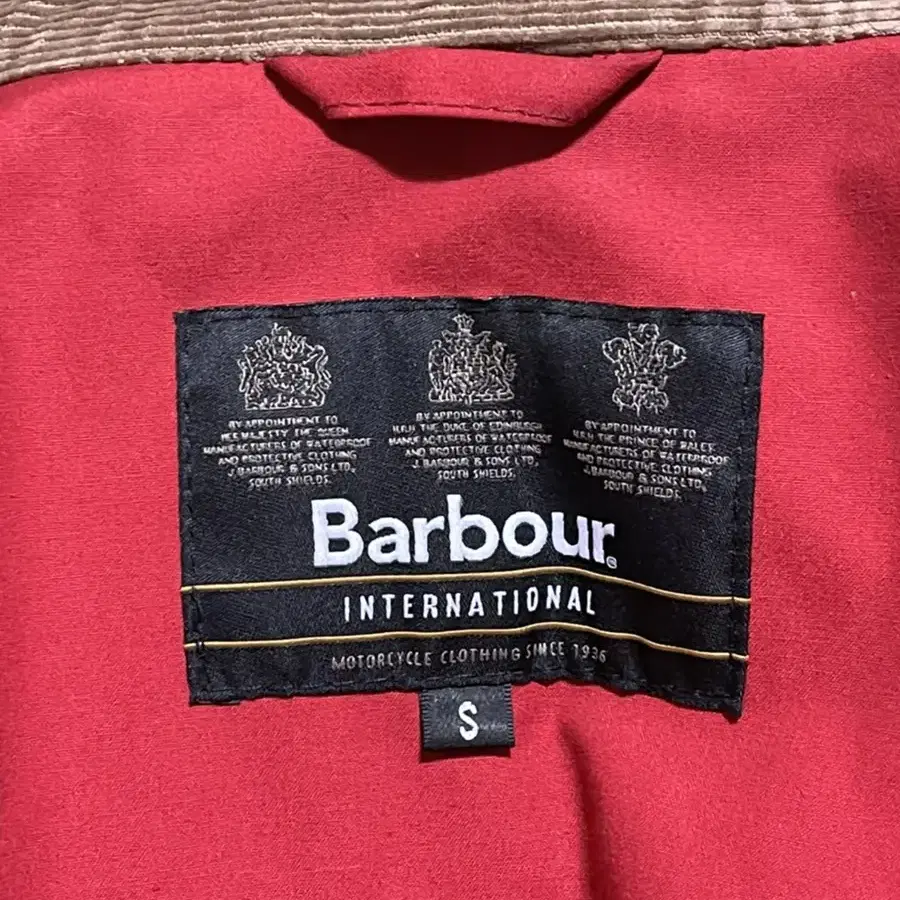 BY APPOINTMENT TO
HER MAJESTY THE QUEEN
MANUFACTURERS OF WATERPROOF
AND PROTECTIVE CLOTHING
J. BARBOUR & SONS LTD.
SOUTH SHIELDS.
BY APPOINTMENT TO
H.R.H THE DUKE OF EDINBURGH
MANUFACTURERS OF WATERPROOF
AND PROTECTIVE CLOTHING
J. BARBOUR & SONS LTD.
SOUTH SHIELDS.
BY APPOINTMENT TO
H.R.H THE PRINCE OF WALES
MANUFACTURERS OF WATERPROOF
AND PROTECTIVE CLOTHING
J. BARBOUR & SONS LTD.
SOUTH SHIELDS.
Barbour®
INTERNATIONAL
MOTORCYCLE CLOTHING SINCE 1936
S